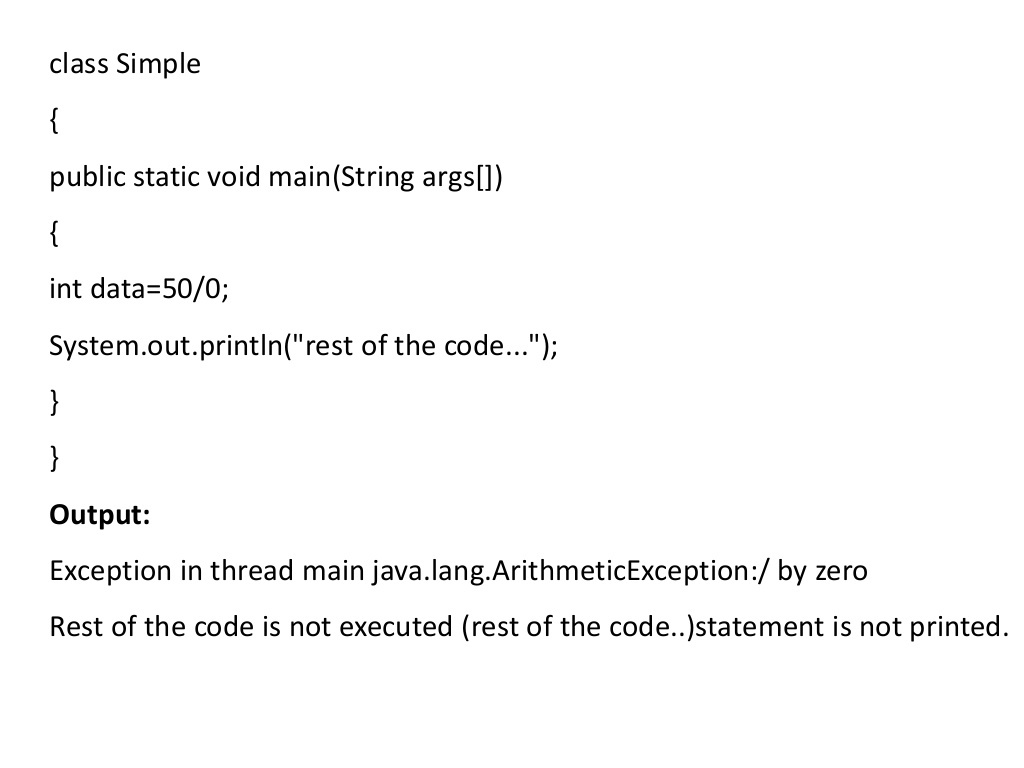 class Simple
{
public static void main(String args[])
{
int data=50/0;
System.out.println("rest of the code...");
}
}
Output:
Exception in thread main java.lang.ArithmeticException:/ by zero
Rest of the code is not executed (rest of the code..)statement is not printed.